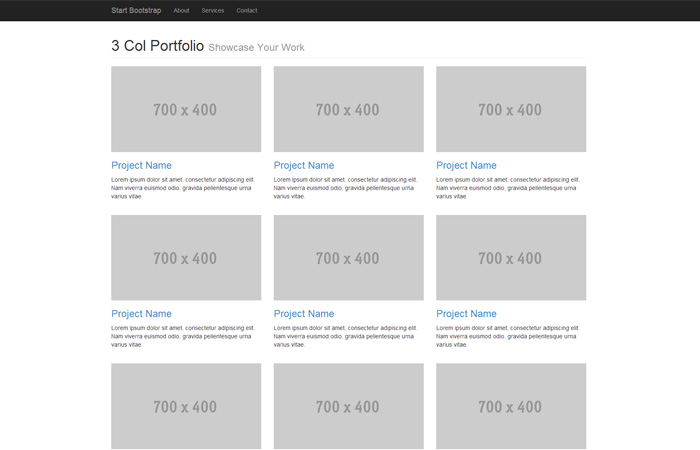 Start Bootstrap About Services Contact
3 Col Portfolio Showcase Your Work
700 x 400 700 x 400 700 x 400
Project Name Project Name Project Name
Lorem ipsum dolor sit amet, consectetur adipiscing elit. Lorem ipsum dolor sit amet, consectetur adipiscing elit. Lorem ipsum dolor sit amet, consectetur adipiscing elit.
Nam viverra euismod odio, gravida pellentesque urna Nam viverra euismod odio, gravida pellentesque urna Nam viverra euismod odio, gravida pellentesque urna
varius vitae. varius vitae. varius vitae.
700 x 400 700 x 400 700 x 400
Project Name Project Name Project Name
Lorem ipsum dolor sit amet, consectetur adipiscing elit. Lorem ipsum dolor sit amet, consectetur adipiscing elit. Lorem ipsum dolor sit amet, consectetur adipiscing elit.
Nam viverra euismod odio, gravida pellentesque urna Nam viverra euismod odio, gravida pellentesque urna Nam viverra euismod odio, gravida pellentesque urna
varius vitae. varius vitae. varius vitae.
700 x 400 700 x 400 700 x 400